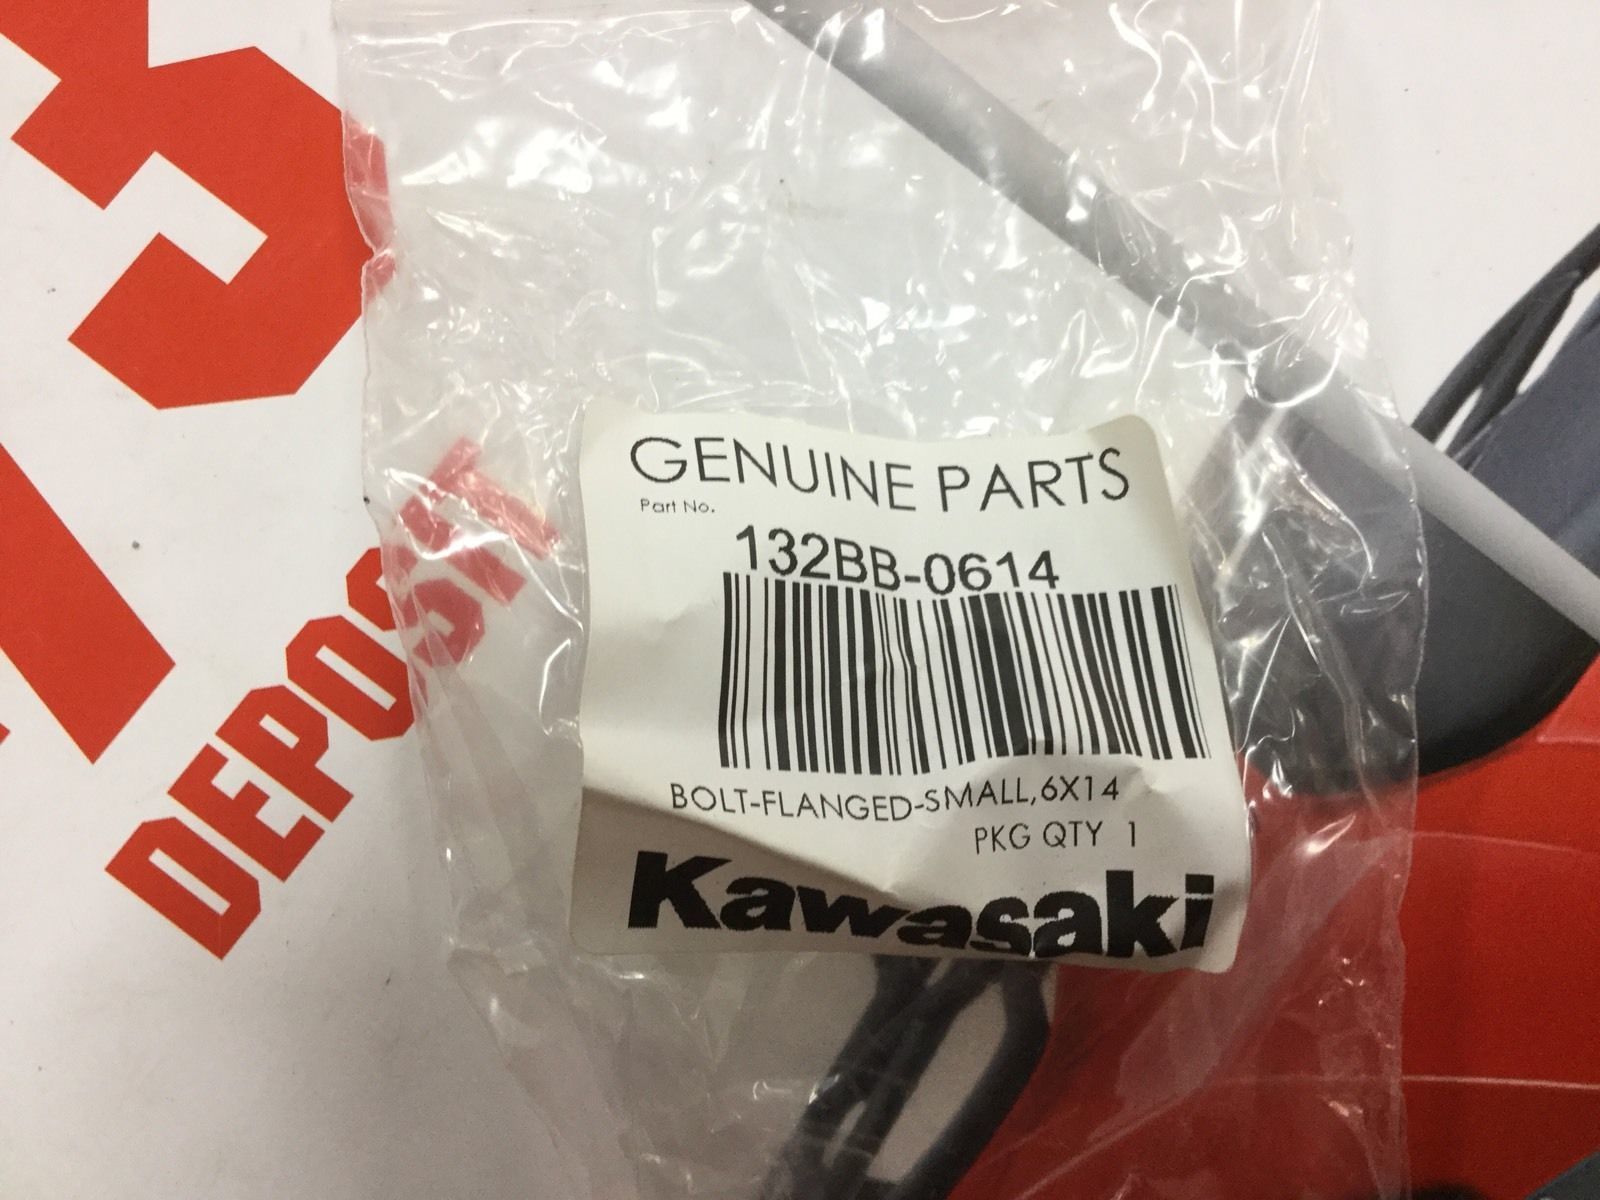 GENUINE PARTS
Part No.
132BB-0614
BOLT-FLANGED-SMALL,6X14
PKG QTY 1
Kawasaki
DEPOSIT